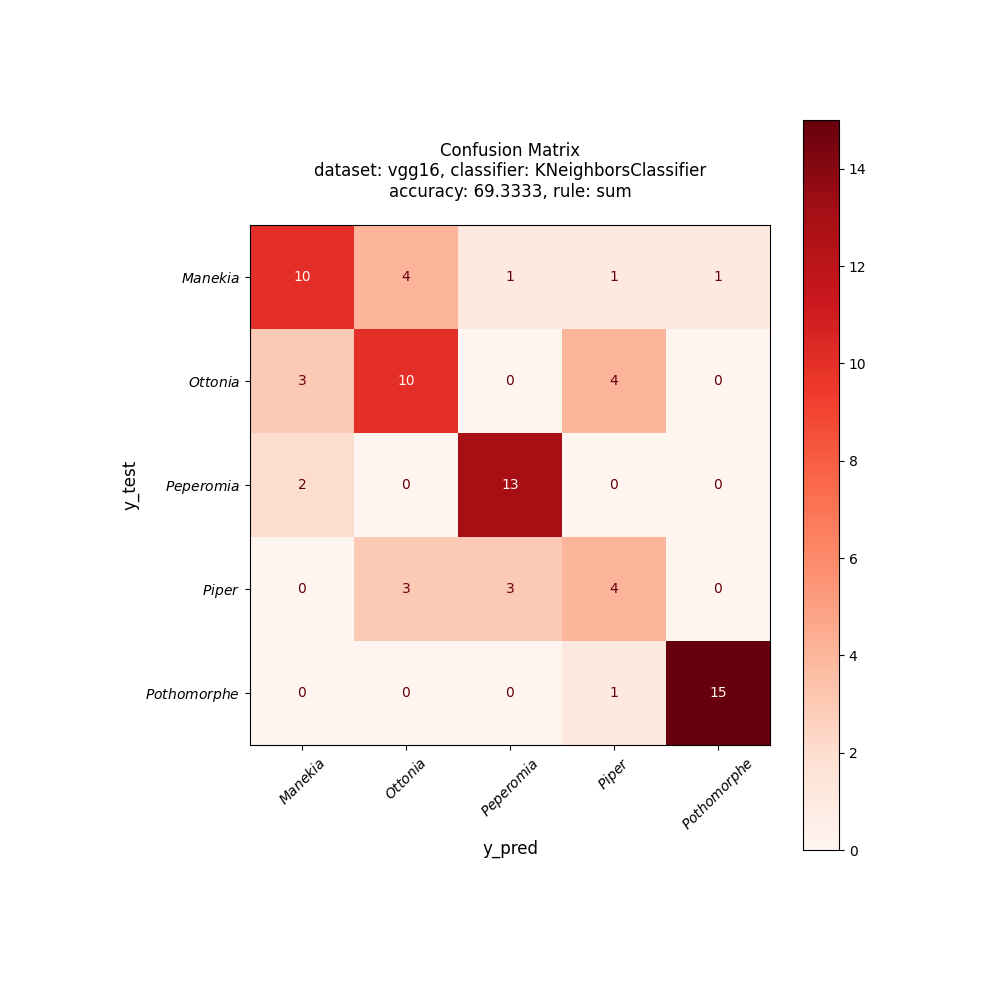 Confusion Matrix
dataset: vgg16, classifier: KNeighborsClassifier
accuracy: 69.3333, rule: sum
Manekia 10 4 1 1 1
Ottonia 3 10 0 4 0
Peperomia 2 0 13 0 0
Piper 0 3 3 4 0
Pothomorphe 0 0 0 1 15
Manekia Ottonia Peperomia Piper Pothomorphe
y_test
y_pred
14
12
10
8
6
4
2
0